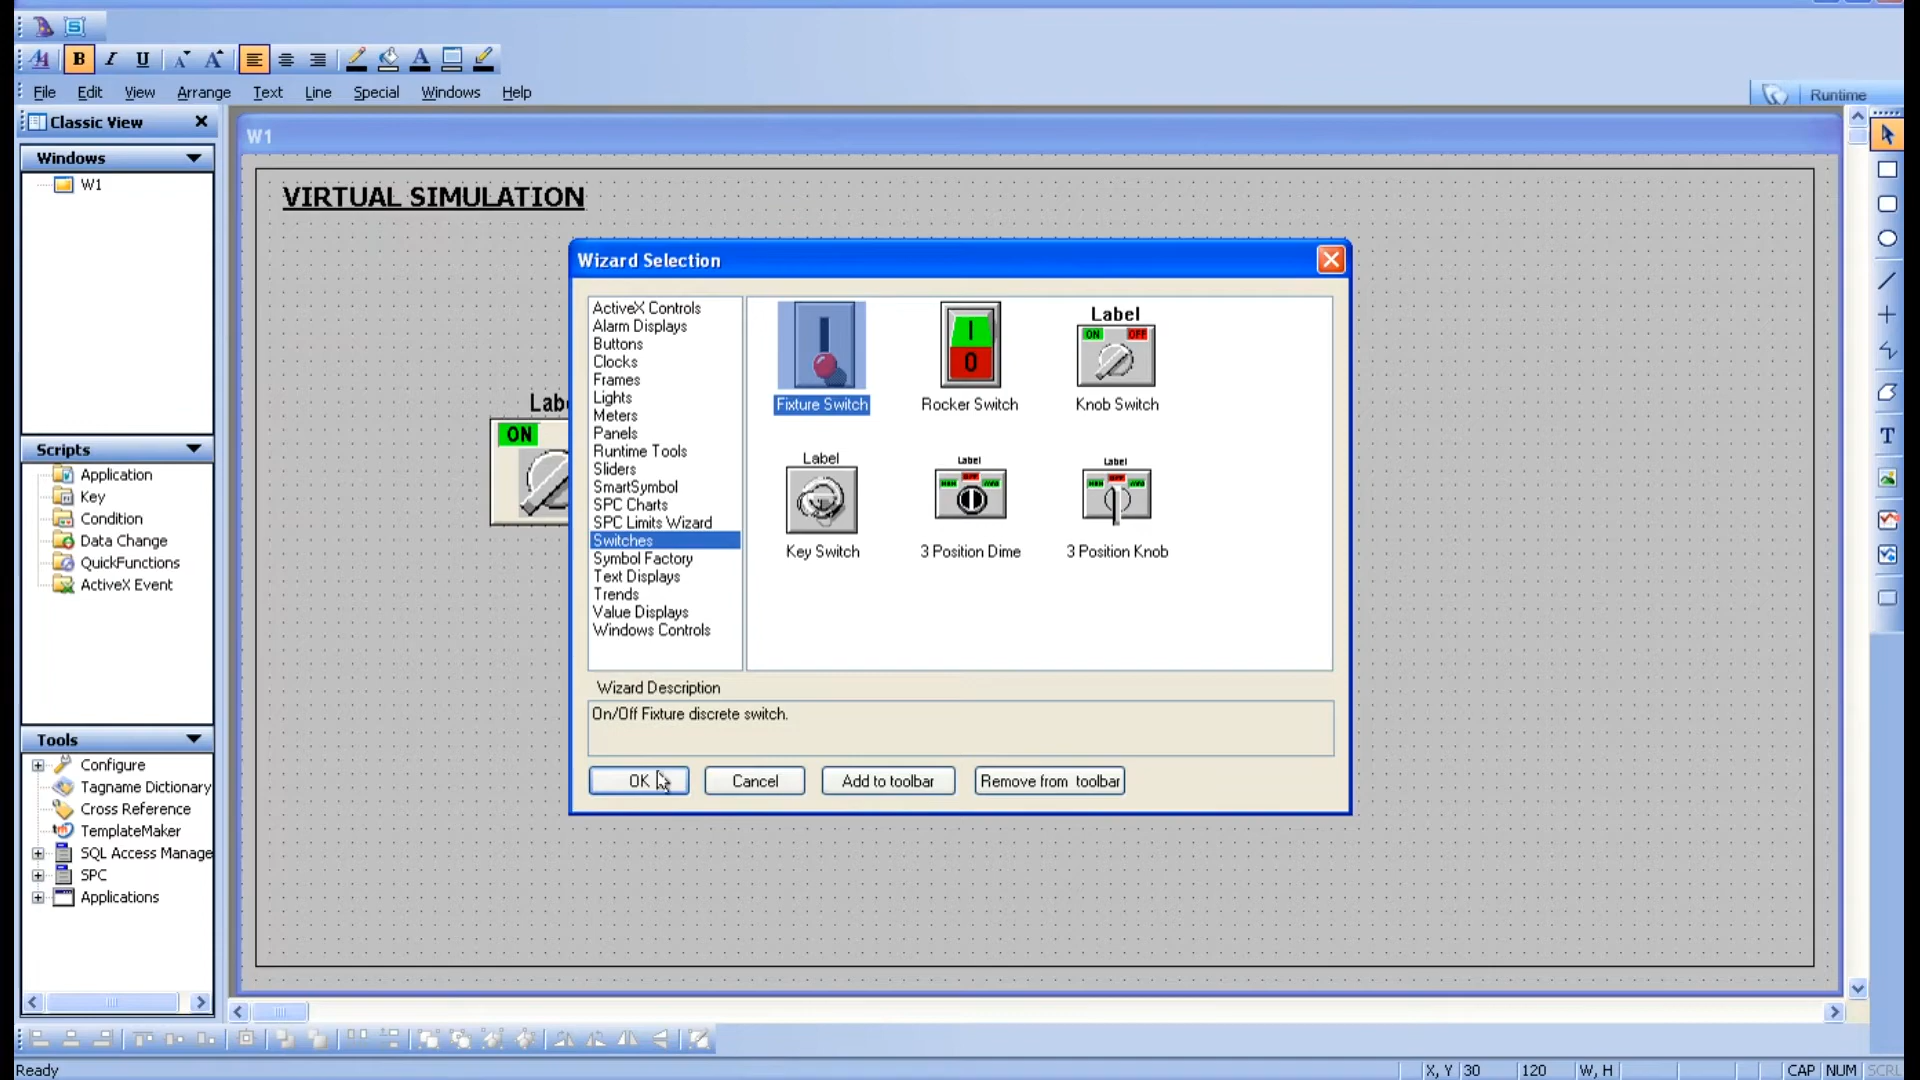 B I U A A A
File Edit View Arrange Text Line Special Windows Help
Runtime
Classic View
Windows
W1
Scripts
Application
Key
Condition
Data Change
QuickFunctions
ActiveX Event
Tools
Configure
Tagname Dictionary
Cross Reference
TemplateMaker
SQL Access Manage
SPC
Applications
W1
VIRTUAL SIMULATION
Labe
ON
Wizard Selection
ActiveX Controls
Alarm Displays
Buttons
Clocks
Frames
Lights
Meters
Panels
Runtime Tools
Sliders
SmartSymbol
SPC Charts
SPC Limits Wizard
Switches
Symbol Factory
Text Displays
Trends
Value Displays
Windows Controls
Fixture Switch
I
0
Rocker Switch
Label
ON OFF
Knob Switch
Label
Key Switch
Label
3 Position Dime
Label
3 Position Knob
Wizard Description
On/Off Fixture discrete switch.
OK Cancel Add to toolbar Remove from toolbar
T
Ready
X, Y 30 120 W, H CAP NUM SCRL